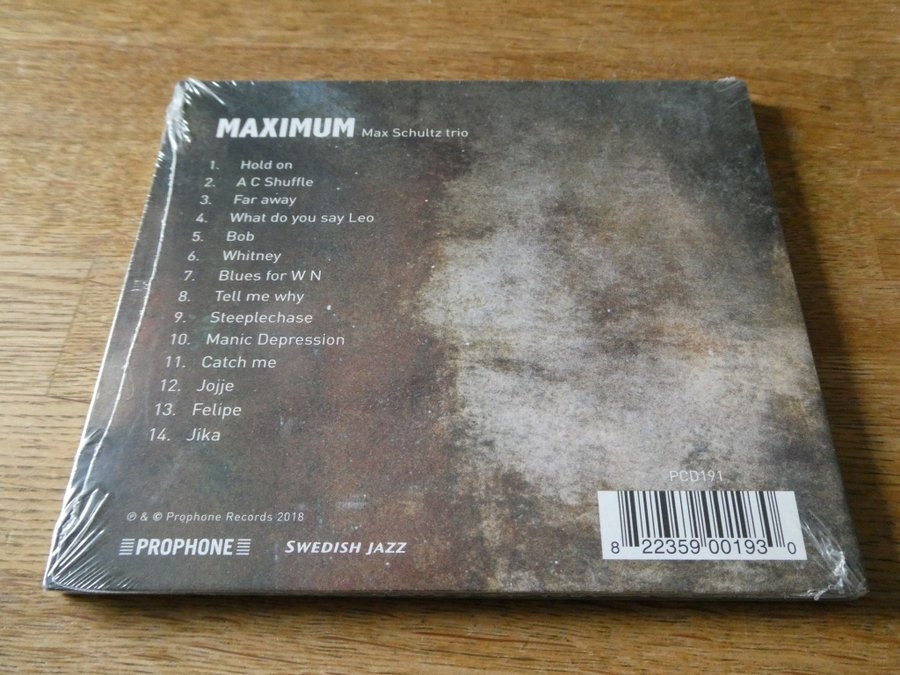 MAXIMUM Max Schultz trio
1. Hold on
2. A C Shuffle
3. Far away
4. What do you say Leo
5. Bob
6. Whitney
7. Blues for W N
8. Tell me why
9. Steeplechase
10. Manic Depression
11. Catch me
12. Jojje
13. Felipe
14. Jika
PCD191
℗ & © Prophone Records 2018
PROPHONE SWEDISH JAZZ
8 22359 00193 0